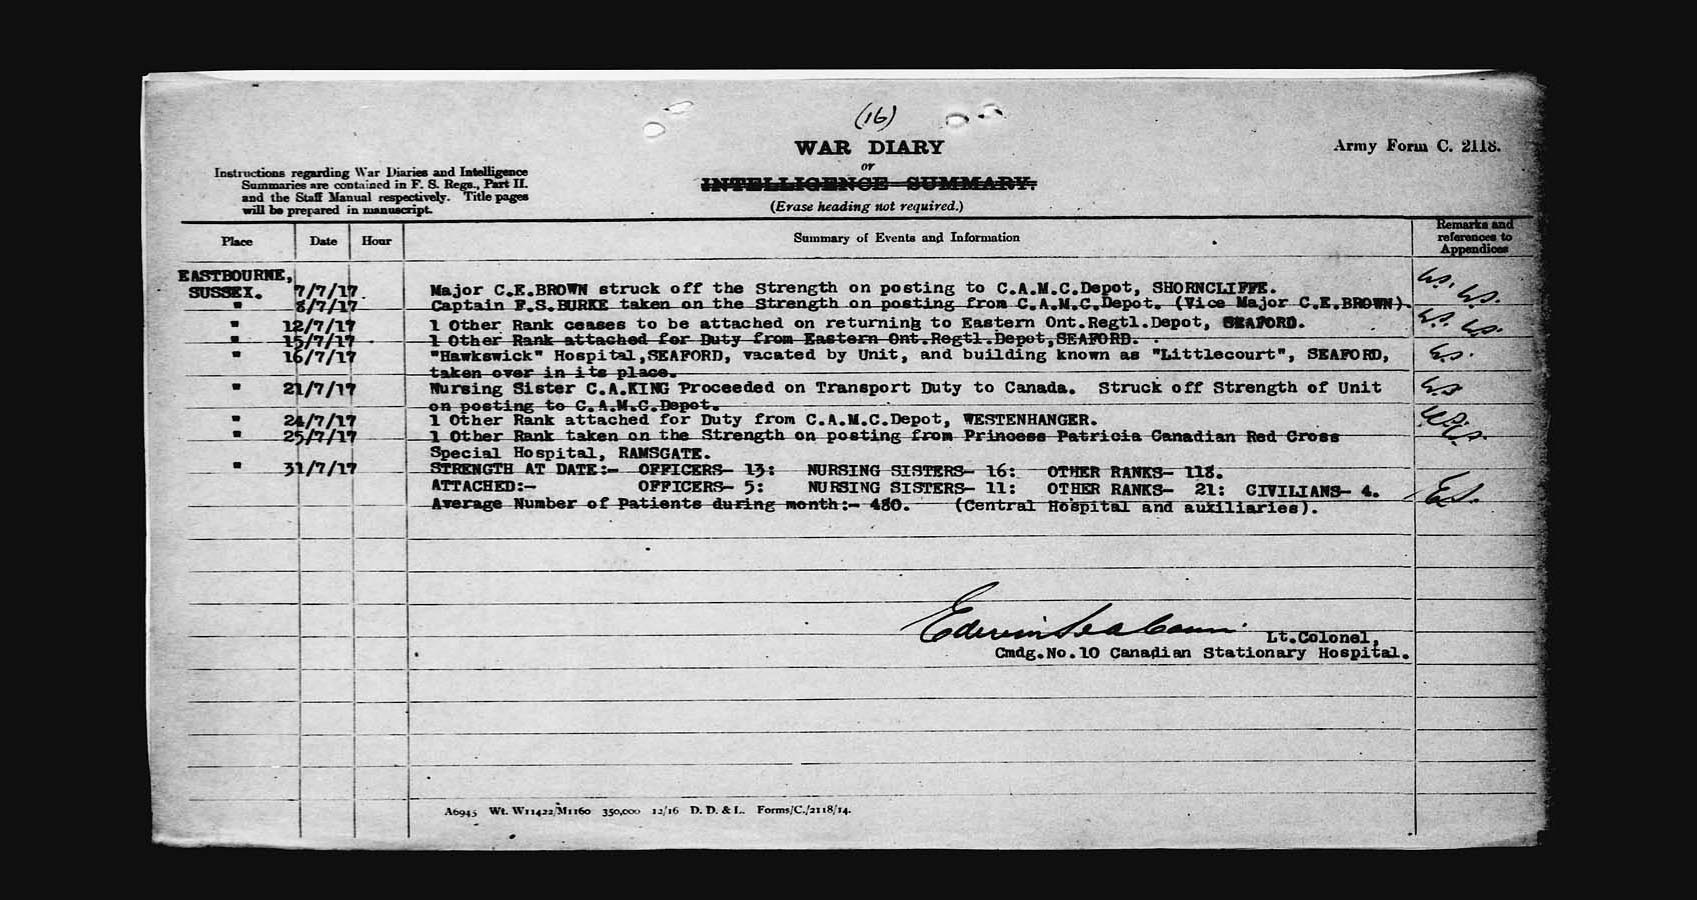 (16)
WAR DIARY
or
INTELLIGENCE SUMMARY.
(Erase heading not required.)
Army Form C. 2118.
Instructions regarding War Diaries and Intelligence
Summaries are contained in F. S. Regs., Part II.
and the Staff Manual respectively. Title pages
will be prepared in manuscript.
Place Date Hour Summary of Events and Information Remarks and
references to
Appendices
EASTBOURNE,
SUSSEX. 7/7/17. Major C.E.BROWN struck off the Strength on posting to C.A.M.C.Depot, SHORNCLIFFE.
" 8/7/17 Captain F.S.BURKE taken on the Strength on posting from C.A.M.C.Depot. (Vice Major C.E.BROWN).
" 12/7/17 1 Other Rank ceases to be attached on returning to Eastern Ont.Regtl.Depot, SEAFORD.
" 15/7/17 1 Other Rank attached for Duty from Eastern Ont.Regtl.Depot,SEAFORD.
" 16/7/17 "Hawkswick" Hospital,SEAFORD, vacated by Unit, and building known as "Littlecourt", SEAFORD,
taken over in its place.
" 21/7/17 Nursing Sister C.A.KING Proceeded on Transport Duty to Canada. Struck off Strength of Unit
on posting to C.A.M.C.Depot.
" 24/7/17 1 Other Rank attached for Duty from C.A.M.C.Depot, WESTENHANGER.
" 25/7/17 1 Other Rank taken on the Strength on posting from Princess Patricia Canadian Red Cross
Special Hospital, RAMSGATE.
" 31/7/17 STRENGTH AT DATE:- OFFICERS- 13: NURSING SISTERS- 16: OTHER RANKS- 118.
ATTACHED:- OFFICERS- 5: NURSING SISTERS- 11: OTHER RANKS- 21: CIVILIANS- 4.
Average Number of Patients during month:- 480. (Central Hospital and auxiliaries).
Edwin Seaborn Lt.Colonel,
Cmdg.No.10 Canadian Stationary Hospital.
A6945 Wt. W11422/M1160 350,000 12/16 D. D. & L. Forms/C./2118/14.